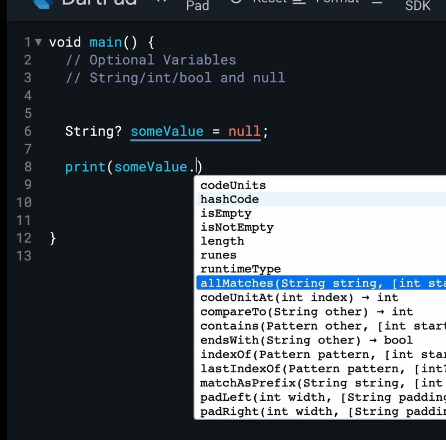 DartPad
Pad
Reset
Format
SDK
1 void main() {
2 // Optional Variables
3 // String/int/bool and null
4
5
6 String? someValue = null;
7
8 print(someValue.)
9
10
11
12 }
13
codeUnits
hashCode
isEmpty
isNotEmpty
length
runes
runtimeType
allMatches(String string, [int sta
codeUnitAt(int index) → int
compareTo(String other) → int
contains(Pattern other, [int start
endsWith(String other) → bool
indexOf(Pattern pattern, [int star
lastIndexOf(Pattern pattern, [int?
matchAsPrefix(String string, [int
padLeft(int width, [String padding
padRight(int width, [String paddin